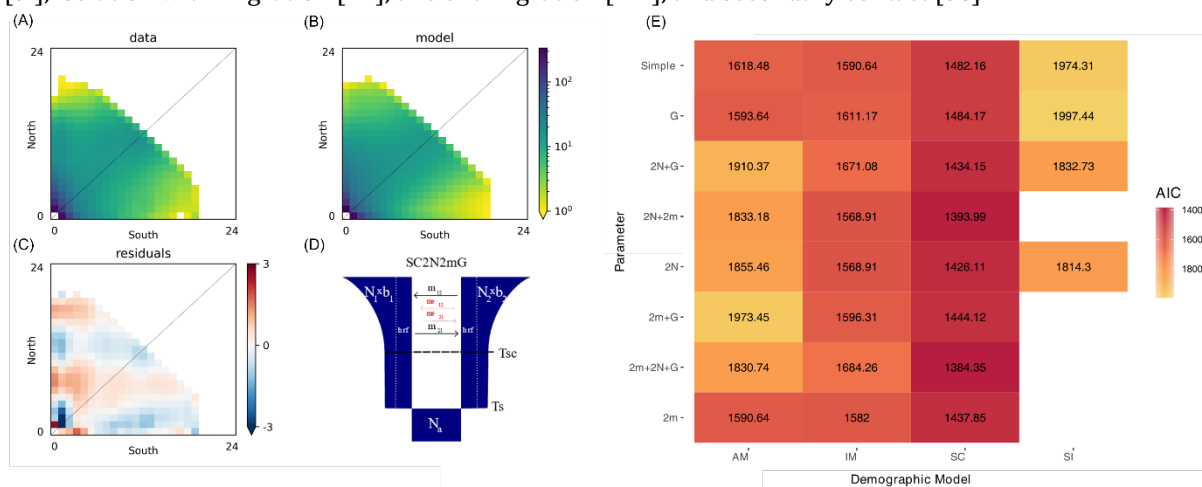 (A)
data
24
North
0
0
South
24
(B)
model
24
North
0
0
South
24
10²
10¹
10⁰
(C)
residuals
24
North
0
0
South
24
3
0
-3
(D)
SC2N2mG
N₁xb₁
N₂xb₂
m₁₂
me₁₂
me₂₁
m₂₁
hrf
hrf
Tsc
Ts
Nₐ
(E)
Parameter
Simple
1618.48 1590.64 1482.16 1974.31
G
1593.64 1611.17 1484.17 1997.44
2N+G
1910.37 1671.08 1434.15 1832.73
2N+2m
1833.18 1568.91 1393.99
2N
1855.46 1568.91 1426.11 1814.3
2m+G
1973.45 1596.31 1444.12
2m+2N+G
1830.74 1684.26 1384.35
2m
1590.64 1582 1437.85
AM IM SC SI
Demographic Model
AIC
1400
1600
1800